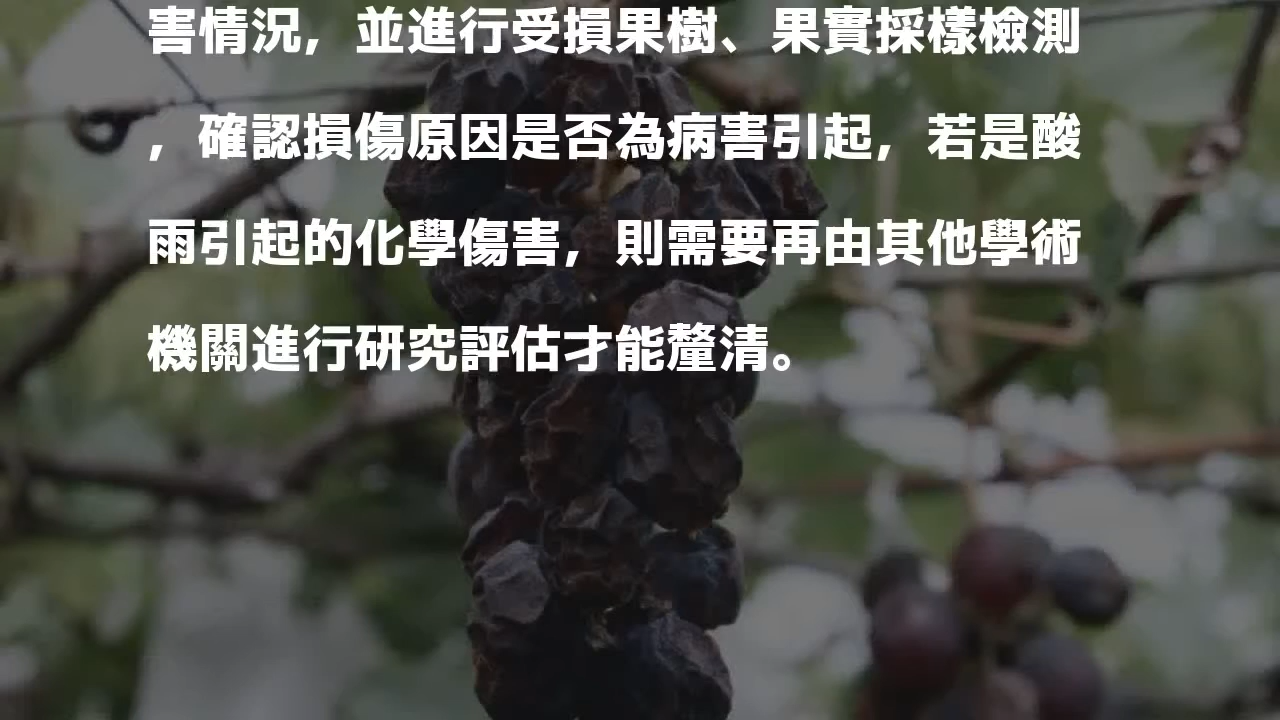 害情況，並進行受損果樹、果實採樣檢測
，確認損傷原因是否為病害引起，若是酸
雨引起的化學傷害，則需要再由其他學術
機關進行研究評估才能釐清。